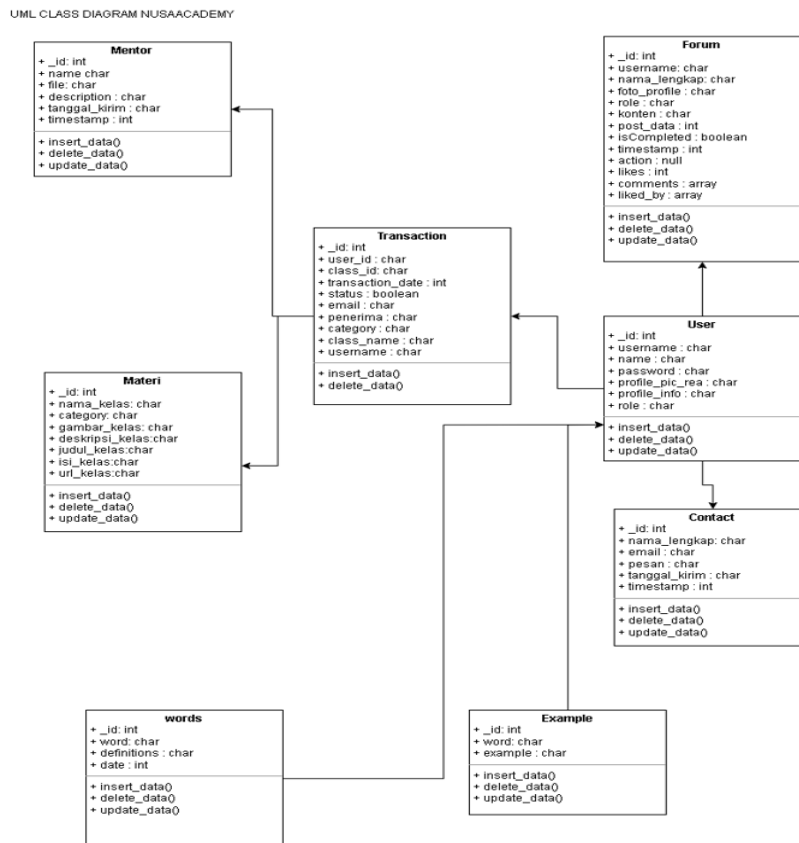 UML CLASS DIAGRAM NUSAACADEMY
Mentor
+ _id: int
+ name char
+ file: char
+ description : char
+ tanggal_kirim : char
+ timestamp : int
+ insert_data()
+ delete_data()
+ update_data()
Forum
+ _id: int
+ username: char
+ nama_lengkap: char
+ foto_profile : char
+ role : char
+ konten : char
+ post_data : int
+ isCompleted : boolean
+ timestamp : int
+ action : null
+ likes : int
+ comments : array
+ liked_by : array
+ insert_data()
+ delete_data()
+ update_data()
Transaction
+ _id: int
+ user_id : char
+ class_id: char
+ transaction_date : int
+ status : boolean
+ email : char
+ penerima : char
+ category : char
+ class_name : char
+ username : char
+ insert_data()
+ delete_data()
User
+ _id: int
+ username : char
+ name : char
+ password : char
+ profile_pic_rea : char
+ profile_info : char
+ role : char
+ insert_data()
+ delete_data()
+ update_data()
Materi
+ _id: int
+ nama_kelas: char
+ category: char
+ gambar_kelas: char
+ deskripsi_kelas:char
+ judul_kelas:char
+ isi_kelas:char
+ url_kelas:char
+ insert_data()
+ delete_data()
+ update_data()
Contact
+ _id: int
+ nama_lengkap: char
+ email : char
+ pesan : char
+ tanggal_kirim : char
+ timestamp : int
+ insert_data()
+ delete_data()
+ update_data()
words
+ _id: int
+ word: char
+ definitions : char
+ date : int
+ insert_data()
+ delete_data()
+ update_data()
Example
+ _id: int
+ word: char
+ example : char
+ insert_data()
+ delete_data()
+ update_data()